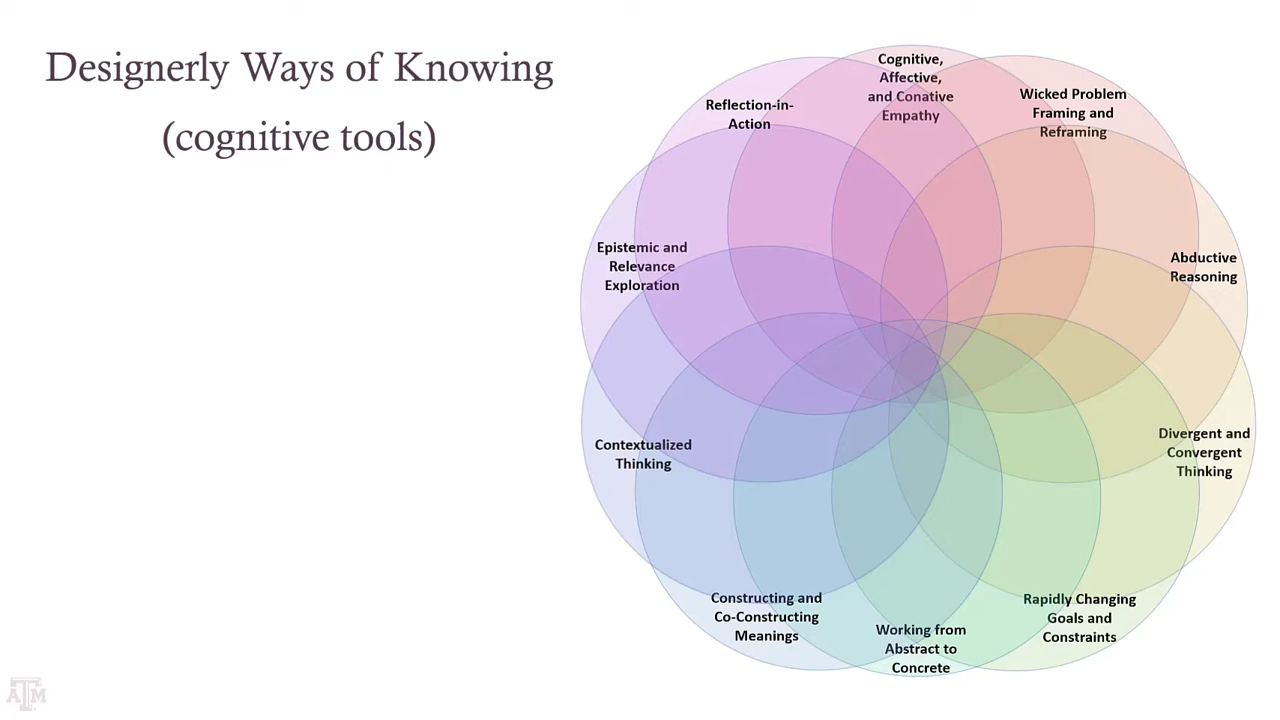 Designerly Ways of Knowing
(cognitive tools)
Cognitive,
Affective,
and Conative
Empathy
Wicked Problem
Framing and
Reframing
Abductive
Reasoning
Divergent and
Convergent
Thinking
Rapidly Changing
Goals and
Constraints
Working from
Abstract to
Concrete
Constructing and
Co-Constructing
Meanings
Contextualized
Thinking
Epistemic and
Relevance
Exploration
Reflection-in-
Action
ATM